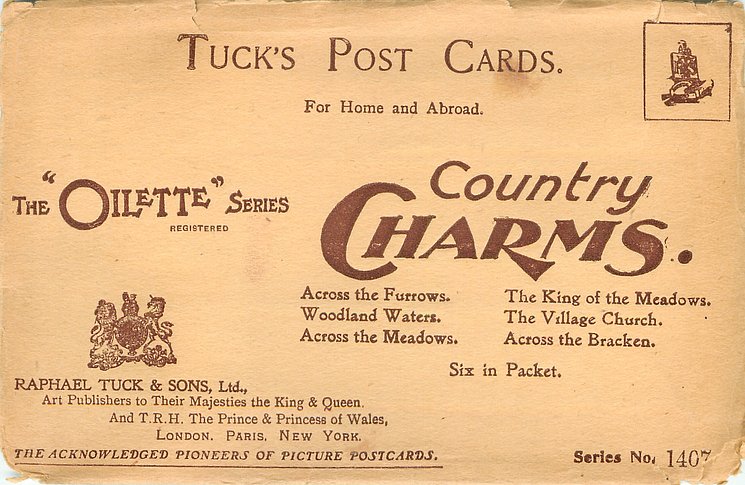 TUCK'S POST CARDS.
For Home and Abroad.
THE "OILETTE" SERIES
REGISTERED
Country
CHARMS.
Across the Furrows.
Woodland Waters.
Across the Meadows.
The King of the Meadows.
The Village Church.
Across the Bracken.
Six in Packet.
RAPHAEL TUCK & SONS, Ltd.,
Art Publishers to Their Majesties the King & Queen.
And T.R.H. The Prince & Princess of Wales,
LONDON. PARIS. NEW YORK.
THE ACKNOWLEDGED PIONEERS OF PICTURE POSTCARDS.
Series No. 1407